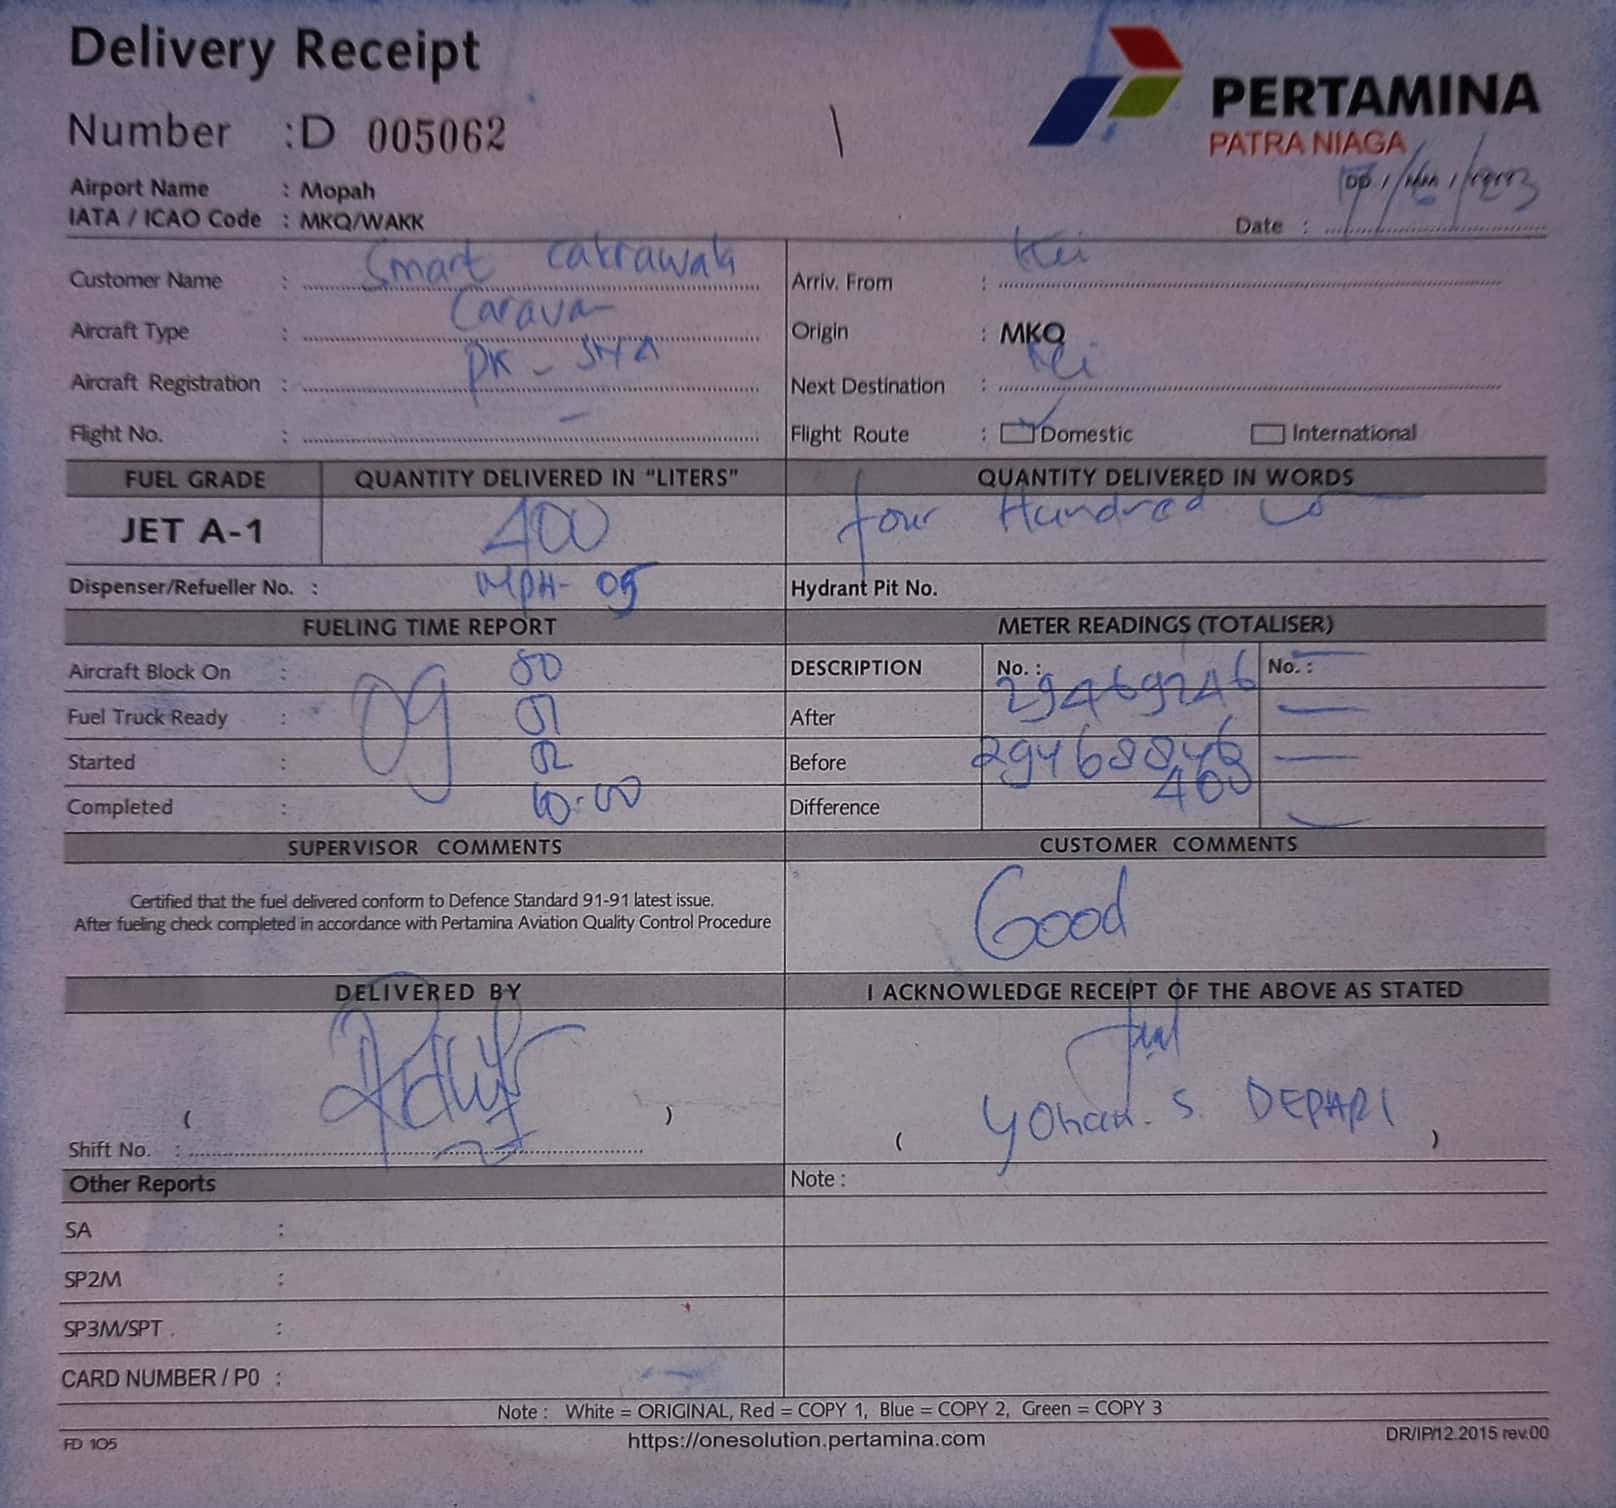 Delivery Receipt
PERTAMINA
PATRA NIAGA
Number : D 005062
Airport Name : Mopah
IATA / ICAO Code : MKQ/WAKK
Date :
Customer Name : Smart Cakrawala
Arriv. From : Kei
Aircraft Type : Caravan
Origin : MKQ
Aircraft Registration : PK - SNA
Next Destination : Kei
Flight No. : -
Flight Route : Domestic International
FUEL GRADE QUANTITY DELIVERED IN “LITERS” QUANTITY DELIVERED IN WORDS
JET A-1 400 four Hundred
Dispenser/Refueller No. : MPH- 05 Hydrant Pit No.
FUELING TIME REPORT METER READINGS (TOTALISER)
Aircraft Block On : 09 50 DESCRIPTION No. : No. :
Fuel Truck Ready : 51 After 29469246
Started : 52 Before 29468846
Completed : 10.00 Difference 400
SUPERVISOR COMMENTS CUSTOMER COMMENTS
Certified that the fuel delivered conform to Defence Standard 91-91 latest issue.
After fueling check completed in accordance with Pertamina Aviation Quality Control Procedure
Good
DELIVERED BY I ACKNOWLEDGE RECEIPT OF THE ABOVE AS STATED
( ) ( Yohan. S. DEPARI )
Shift No. :
Other Reports Note :
SA :
SP2M :
SP3M/SPT . :
CARD NUMBER / P0 :
Note : White = ORIGINAL, Red = COPY 1, Blue = COPY 2, Green = COPY 3
FD 105 https://onesolution.pertamina.com DR/IP/12.2015 rev.00